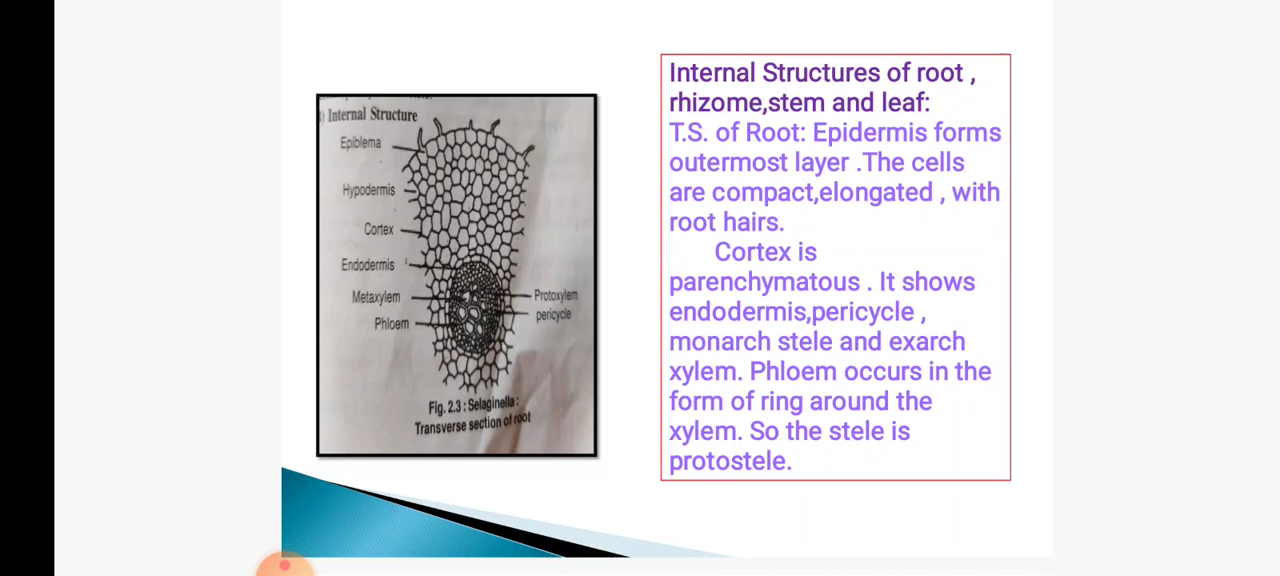 ) Internal Structure
Epiblema
Hypodermis
Cortex
Endodermis
Metaxylem
Phloem
Protoxylem
pericycle
Fig. 2.3 : Selaginella :
Transverse section of root
Internal Structures of root ,
rhizome,stem and leaf:
T.S. of Root: Epidermis forms
outermost layer .The cells
are compact,elongated , with
root hairs.
Cortex is
parenchymatous . It shows
endodermis,pericycle ,
monarch stele and exarch
xylem. Phloem occurs in the
form of ring around the
xylem. So the stele is
protostele.